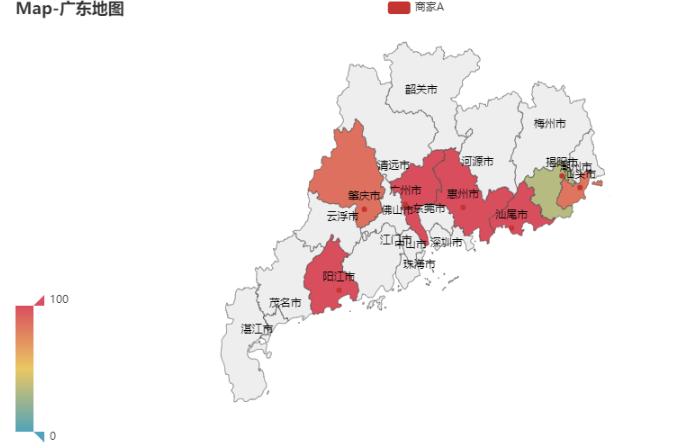 Map-广东地图
商家A
韶关市
梅州市
清远市
河源市
揭阳市
潮州市
汕头市
肇庆市
广州市
惠州市
云浮市
佛山市
东莞市
汕尾市
江门市
中山市
深圳市
珠海市
阳江市
茂名市
湛江市
100
0